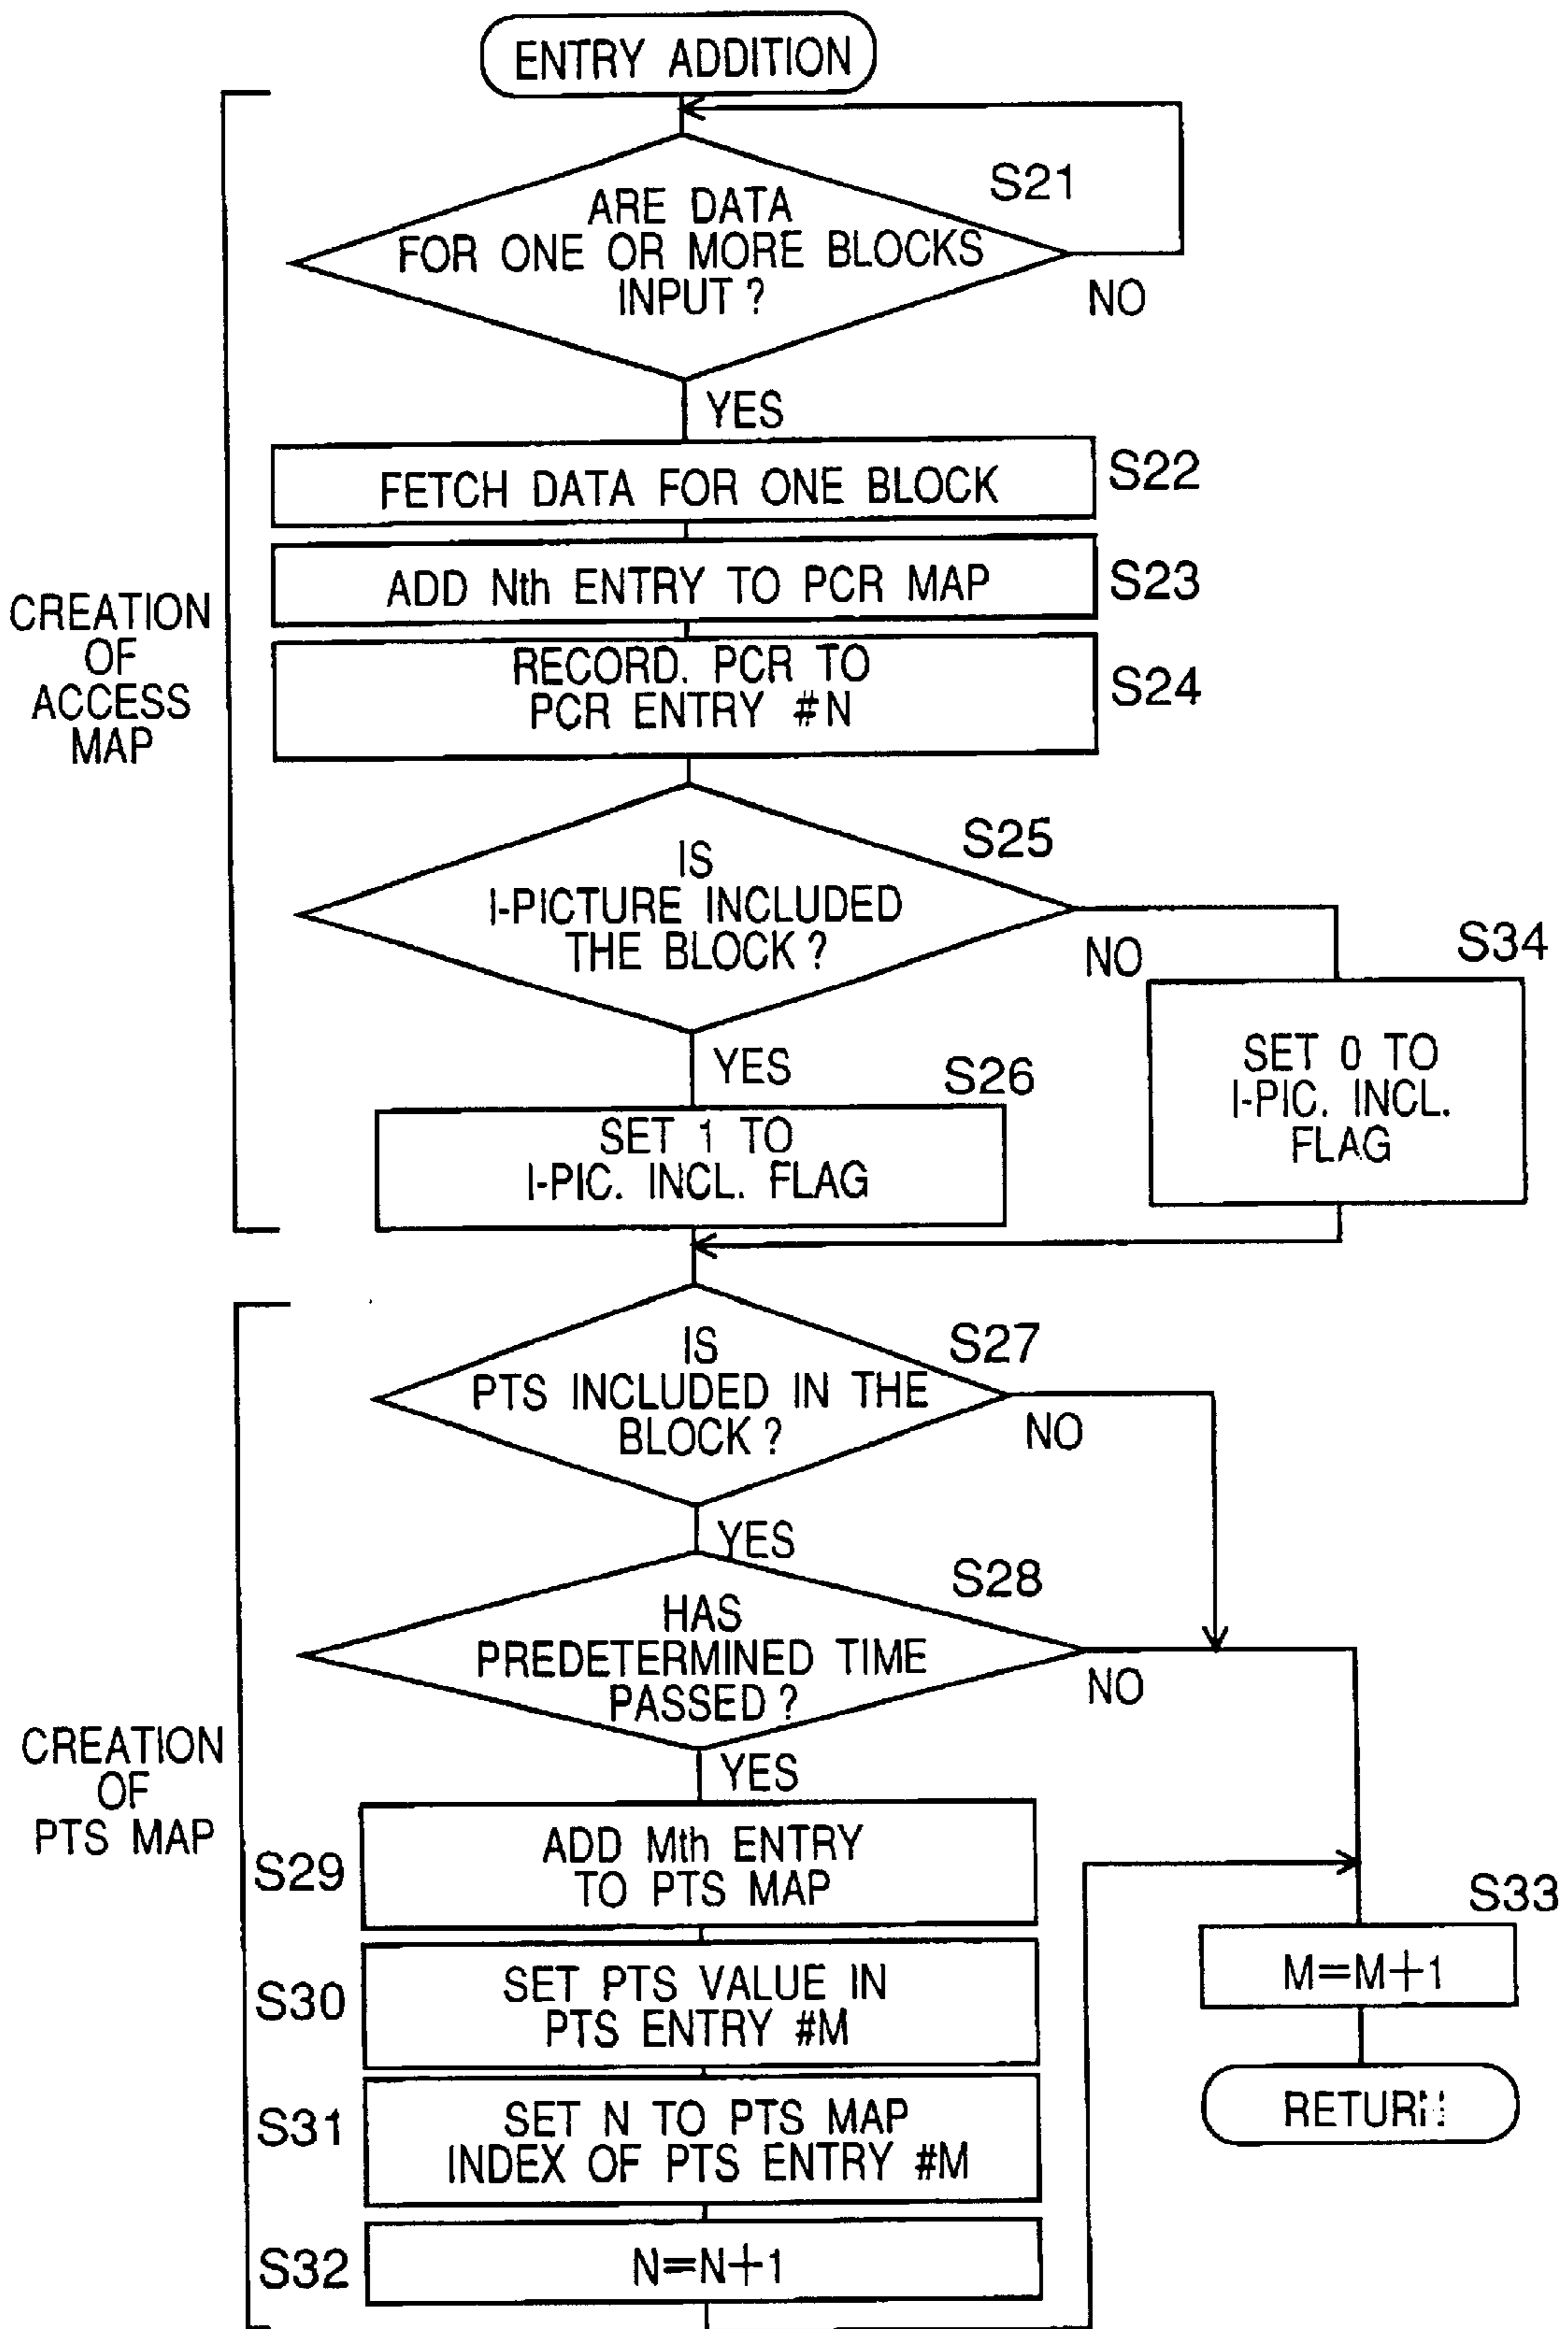 ENTRY ADDITION
S21
ARE DATA
FOR ONE OR MORE BLOCKS
INPUT?
NO
YES
FETCH DATA FOR ONE BLOCK
S22
ADD Nth ENTRY TO PCR MAP
S23
RECORD. PCR TO
PCR ENTRY #N
S24
CREATION
OF
ACCESS
MAP
S25
IS
I-PICTURE INCLUDED
THE BLOCK?
NO
S34
SET 0 TO
I-PIC. INCL.
FLAG
YES
S26
SET 1 TO
I-PIC. INCL. FLAG
S27
IS
PTS INCLUDED IN THE
BLOCK?
NO
YES
S28
HAS
PREDETERMINED TIME
PASSED?
NO
YES
CREATION
OF
PTS MAP
S29
ADD Mth ENTRY
TO PTS MAP
S30
SET PTS VALUE IN
PTS ENTRY #M
S31
SET N TO PTS MAP
INDEX OF PTS ENTRY #M
S32
N=N+1
S33
M=M+1
RETURN